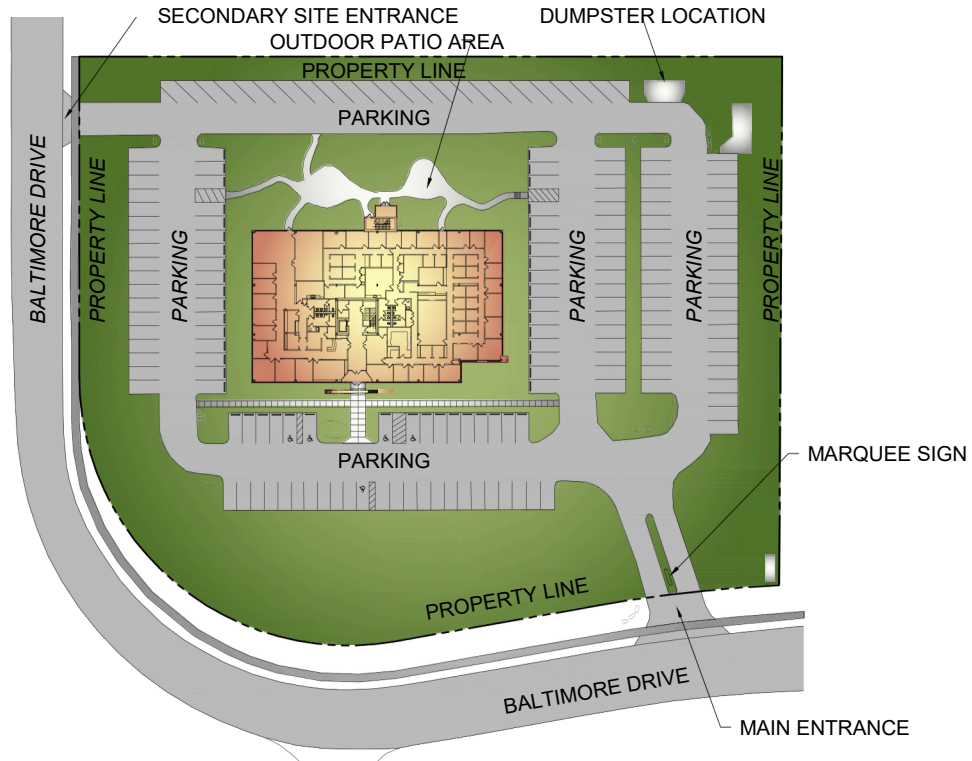 SECONDARY SITE ENTRANCE
DUMPSTER LOCATION
OUTDOOR PATIO AREA
PROPERTY LINE
PARKING
BALTIMORE DRIVE
PROPERTY LINE
PARKING
PARKING
PARKING
PROPERTY LINE
PARKING
MARQUEE SIGN
PROPERTY LINE
BALTIMORE DRIVE
MAIN ENTRANCE